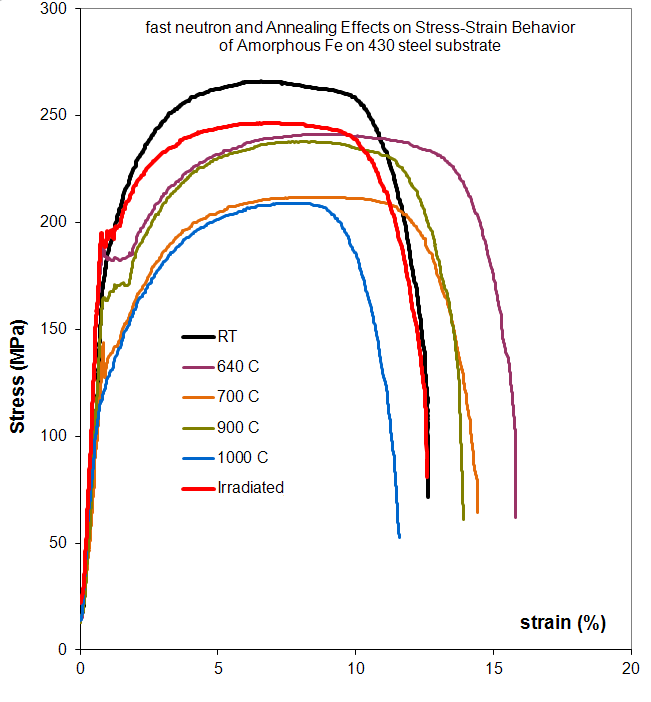 fast neutron and Annealing Effects on Stress-Strain Behavior
of Amorphous Fe on 430 steel substrate
300
250
200
150
100
50
0
Stress (MPa)
RT
640 C
700 C
900 C
1000 C
Irradiated
strain (%)
0 5 10 15 20